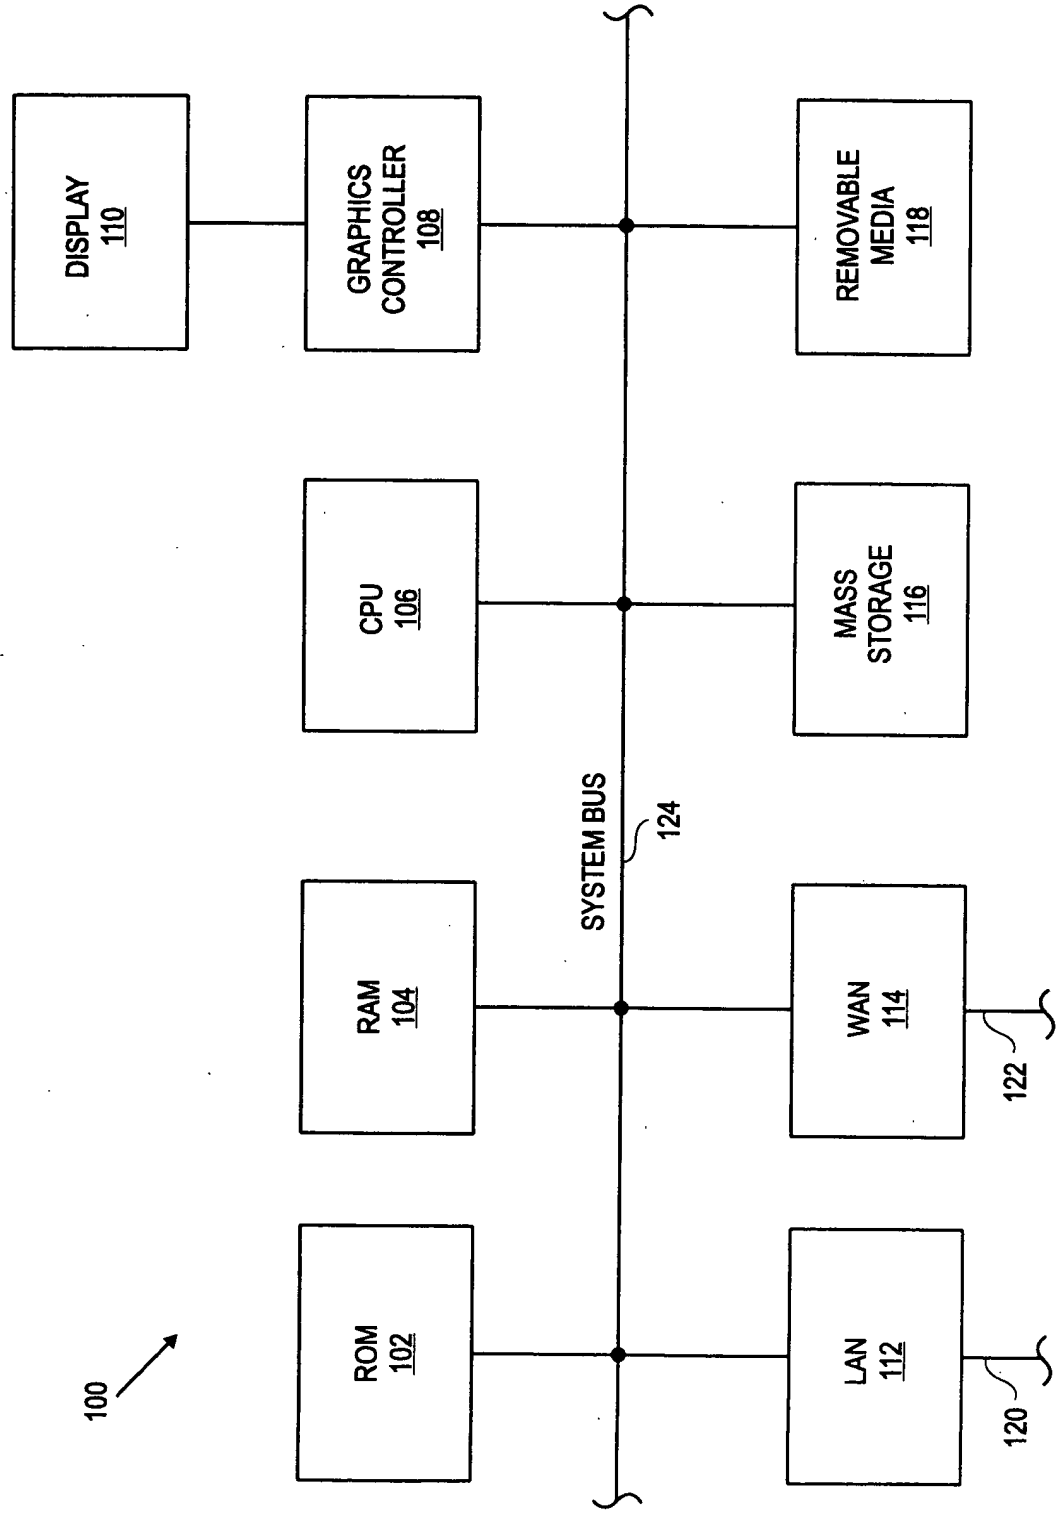 100
DISPLAY
110
ROM
102
RAM
104
CPU
106
GRAPHICS
CONTROLLER
108
SYSTEM BUS
124
LAN
112
WAN
114
MASS
STORAGE
116
REMOVABLE
MEDIA
118
120
122